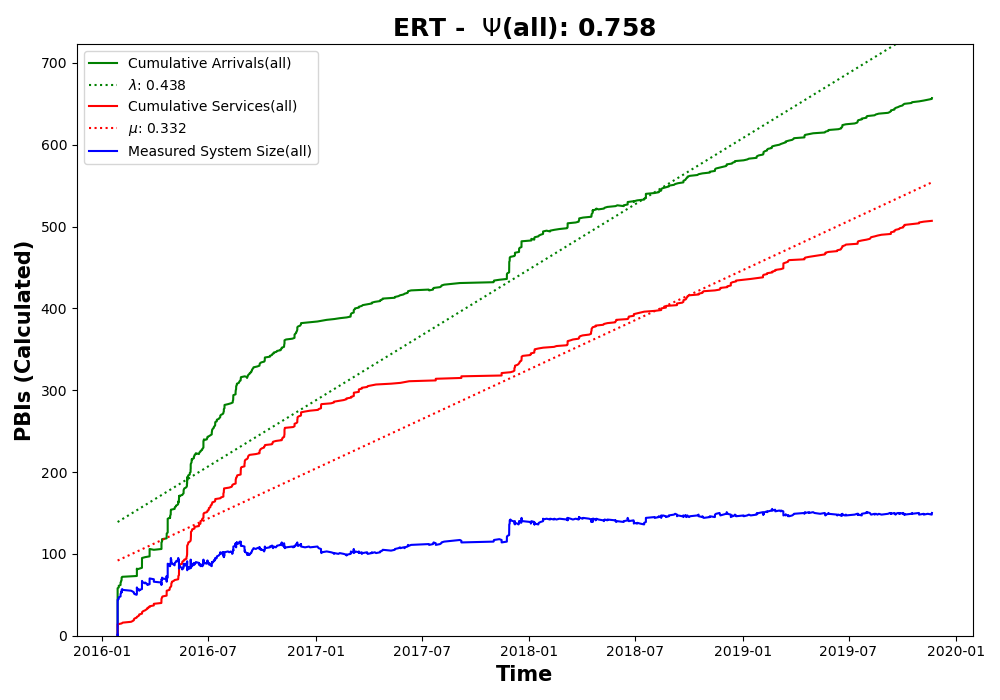 ERT -  Ψ(all): 0.758
Cumulative Arrivals(all)
λ: 0.438
Cumulative Services(all)
μ: 0.332
Measured System Size(all)
PBIs (Calculated)
700
600
500
400
300
200
100
0
2016-01 2016-07 2017-01 2017-07 2018-01 2018-07 2019-01 2019-07 2020-01
Time